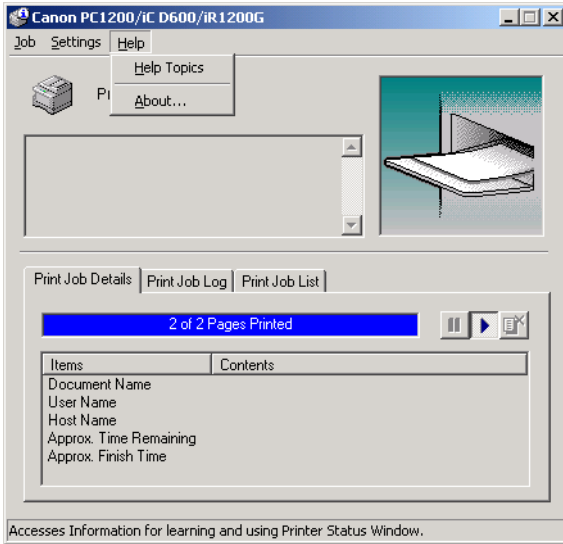 Canon PC1200/iC D600/iR1200G
Job Settings Help
Help Topics
About...
2 of 2 Pages Printed
Print Job Details Print Job Log Print Job List
Items Contents
Document Name
User Name
Host Name
Approx. Time Remaining
Approx. Finish Time
Accesses Information for learning and using Printer Status Window.